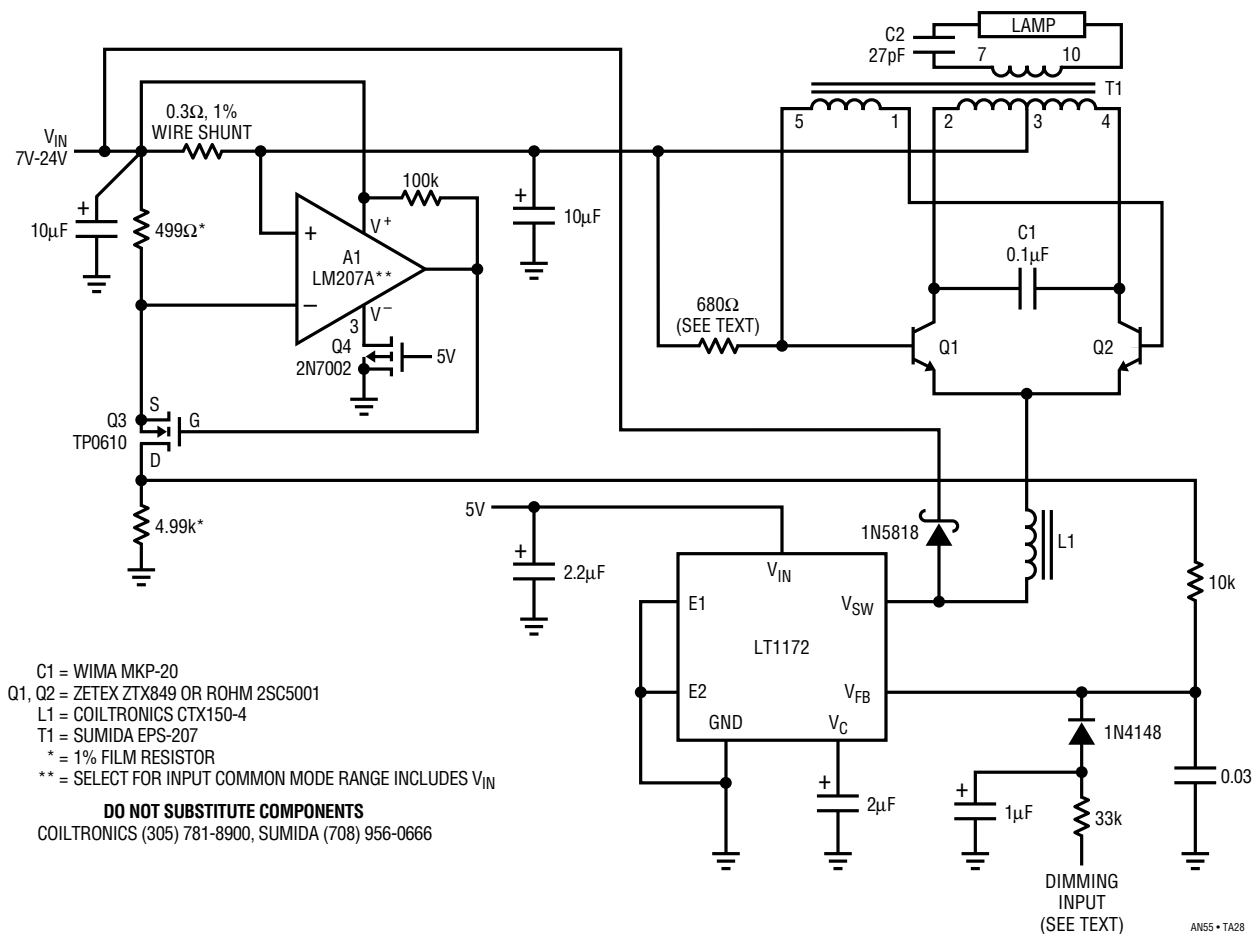 LAMP
C2
27pF
7
10
T1
5
1
2
3
4
0.3Ω, 1%
WIRE SHUNT
VIN
7V-24V
100k
10µF
499Ω*
+
−
V+
A1
LM207A**
V−
3
Q4
2N7002
5V
+
10µF
+
C1
0.1µF
680Ω
(SEE TEXT)
Q1
Q2
Q3
TP0610
S
G
D
4.99k*
5V
+
2.2µF
1N5818
L1
10k
VIN
E1
VSW
LT1172
E2
VFB
GND
VC
+
2µF
1N4148
+
1µF
33k
0.03
DIMMING
INPUT
(SEE TEXT)
C1 = WIMA MKP-20
Q1, Q2 = ZETEX ZTX849 OR ROHM 2SC5001
L1 = COILTRONICS CTX150-4
T1 = SUMIDA EPS-207
* = 1% FILM RESISTOR
** = SELECT FOR INPUT COMMON MODE RANGE INCLUDES VIN
DO NOT SUBSTITUTE COMPONENTS
COILTRONICS (305) 781-8900, SUMIDA (708) 956-0666
AN55 • TA28